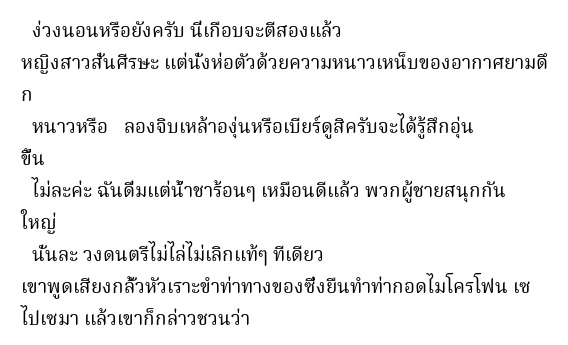 ง่วงนอนหรือยังครับ นี่เกือบจะตีสองแล้ว
หญิงสาวสั่นศีรษะ แต่นั่งห่อตัวด้วยความหนาวเหน็บของอากาศยามดึ
ก
หนาวหรือ ลองจิบเหล้าองุ่นหรือเบียร์ดูสิครับจะได้รู้สึกอุ่น
ขึ้น
ไม่ละค่ะ ฉันดื่มแต่น้ำชาร้อนๆ เหมือนดีแล้ว พวกผู้ชายสนุกกัน
ใหญ่
นั่นละ วงดนตรีไม่ไล่ไม่เลิกแท้ๆ ทีเดียว
เขาพูดเสียงกลั้วหัวเราะขำท่าทางของซึ่งยืนทำท่ากอดไมโครโฟน เซ
ไปเซมา แล้วเขาก็กล่าวชวนว่า